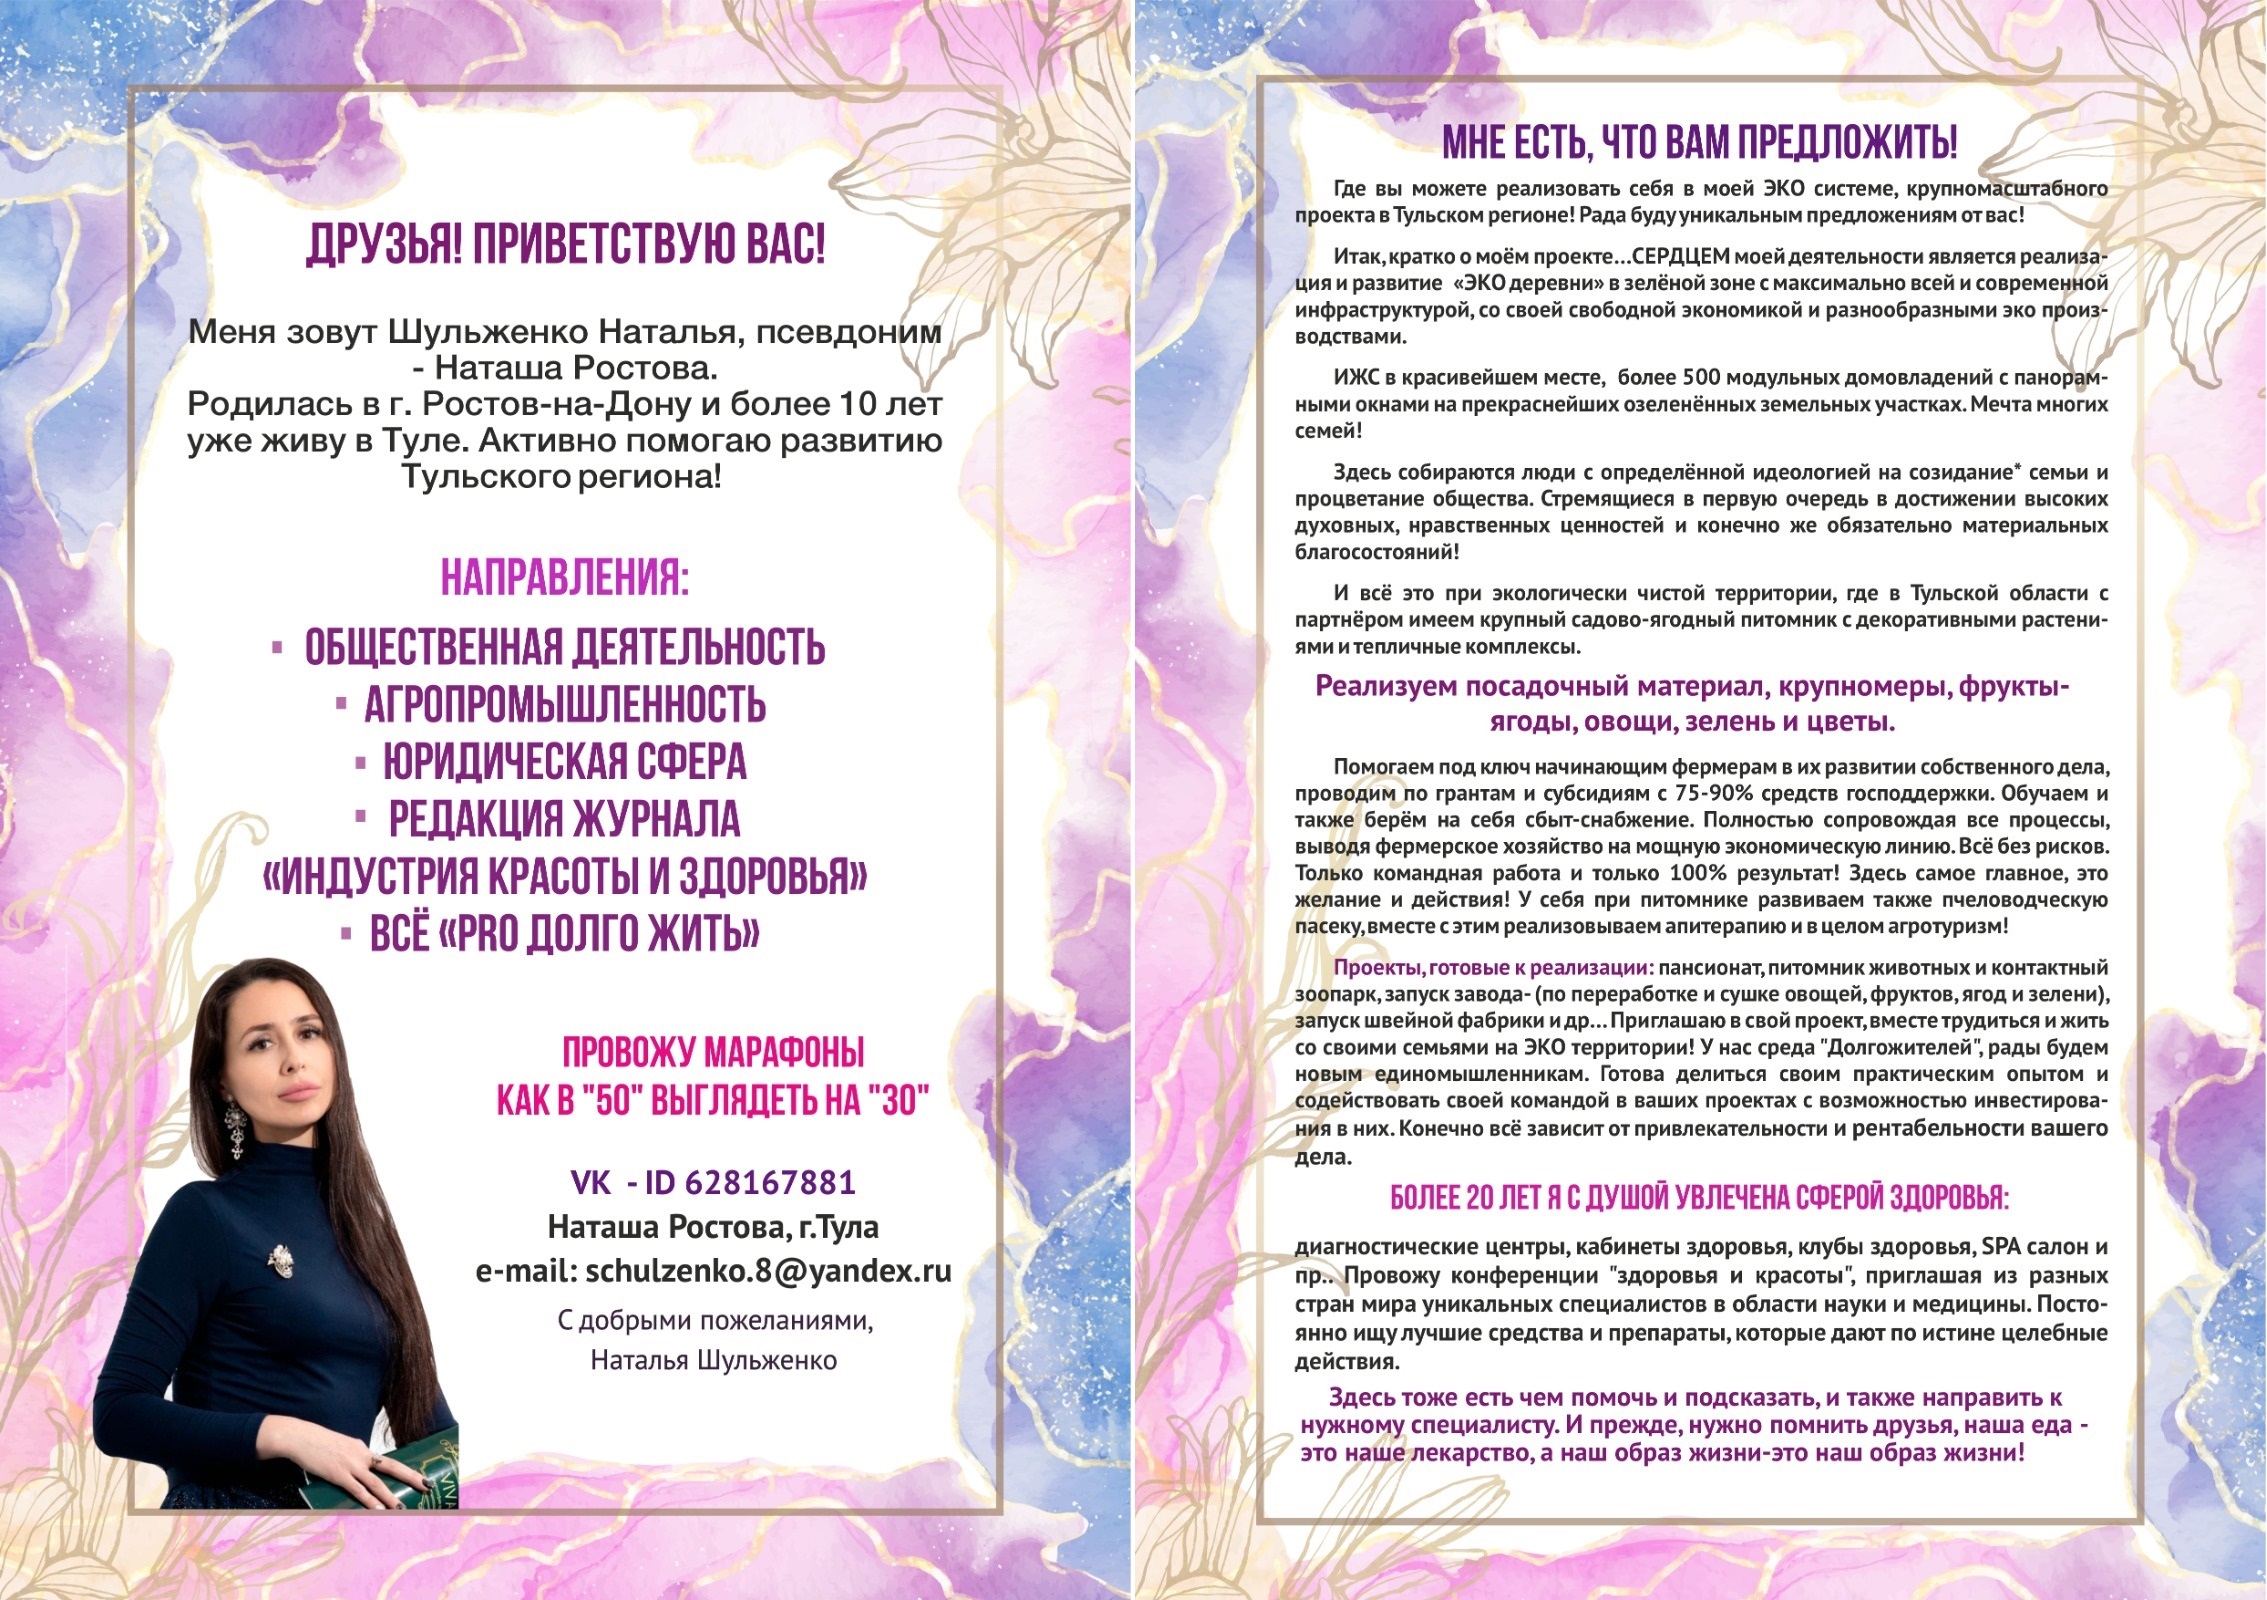 ДРУЗЬЯ! ПРИВЕТСТВУЮ ВАС!
Меня зовут Шульженко Наталья, псевдоним
- Наташа Ростова.
Родилась в г. Ростов-на-Дону и более 10 лет
уже живу в Туле. Активно помогаю развитию
Тульского региона!
НАПРАВЛЕНИЯ:
▪ ОБЩЕСТВЕННАЯ ДЕЯТЕЛЬНОСТЬ
▪ АГРОПРОМЫШЛЕННОСТЬ
▪ ЮРИДИЧЕСКАЯ СФЕРА
▪ РЕДАКЦИЯ ЖУРНАЛА
«ИНДУСТРИЯ КРАСОТЫ И ЗДОРОВЬЯ»
▪ ВСЁ «PRO ДОЛГО ЖИТЬ»
ПРОВОЖУ МАРАФОНЫ
КАК В "50" ВЫГЛЯДЕТЬ НА "30"
VK - ID 628167881
Наташа Ростова, г.Тула
e-mail: schulzenko.8@yandex.ru
С добрыми пожеланиями,
Наталья Шульженко
VIVA
МНЕ ЕСТЬ, ЧТО ВАМ ПРЕДЛОЖИТЬ!
Где вы можете реализовать себя в моей ЭКО системе, крупномасштабного
проекта в Тульском регионе! Рада буду уникальным предложениям от вас!
Итак, кратко о моём проекте...СЕРДЦЕМ моей деятельности является реализа-
ция и развитие «ЭКО деревни» в зелёной зоне с максимально всей и современной
инфраструктурой, со своей свободной экономикой и разнообразными эко произ-
водствами.
ИЖС в красивейшем месте, более 500 модульных домовладений с панорам-
ными окнами на прекраснейших озеленённых земельных участках. Мечта многих
семей!
Здесь собираются люди с определённой идеологией на созидание* семьи и
процветание общества. Стремящиеся в первую очередь в достижении высоких
духовных, нравственных ценностей и конечно же обязательно материальных
благосостояний!
И всё это при экологически чистой территории, где в Тульской области с
партнёром имеем крупный садово-ягодный питомник с декоративными растени-
ями и тепличные комплексы.
Реализуем посадочный материал, крупномеры, фрукты-
ягоды, овощи, зелень и цветы.
Помогаем под ключ начинающим фермерам в их развитии собственного дела,
проводим по грантам и субсидиям с 75-90% средств господдержки. Обучаем и
также берём на себя сбыт-снабжение. Полностью сопровождая все процессы,
выводя фермерское хозяйство на мощную экономическую линию. Всё без рисков.
Только командная работа и только 100% результат! Здесь самое главное, это
желание и действия! У себя при питомнике развиваем также пчеловодческую
пасеку,вместе с этим реализовываем апитерапию и в целом агротуризм!
Проекты, готовые к реализации: пансионат, питомник животных и контактный
зоопарк, запуск завода- (по переработке и сушке овощей, фруктов, ягод и зелени),
запуск швейной фабрики и др... Приглашаю в свой проект,вместе трудиться и жить
со своими семьями на ЭКО территории! У нас среда "Долгожителей", рады будем
новым единомышленникам. Готова делиться своим практическим опытом и
содействовать своей командой в ваших проектах с возможностью инвестирова-
ния в них. Конечно всё зависит от привлекательности и рентабельности вашего
дела.
БОЛЕЕ 20 ЛЕТ Я С ДУШОЙ УВЛЕЧЕНА СФЕРОЙ ЗДОРОВЬЯ:
диагностические центры, кабинеты здоровья, клубы здоровья, SPA салон и
пр.. Провожу конференции "здоровья и красоты", приглашая из разных
стран мира уникальных специалистов в области науки и медицины. Посто-
янно ищу лучшие средства и препараты, которые дают по истине целебные
действия.
Здесь тоже есть чем помочь и подсказать, и также направить к
нужному специалисту. И прежде, нужно помнить друзья, наша еда -
это наше лекарство, а наш образ жизни-это наш образ жизни!